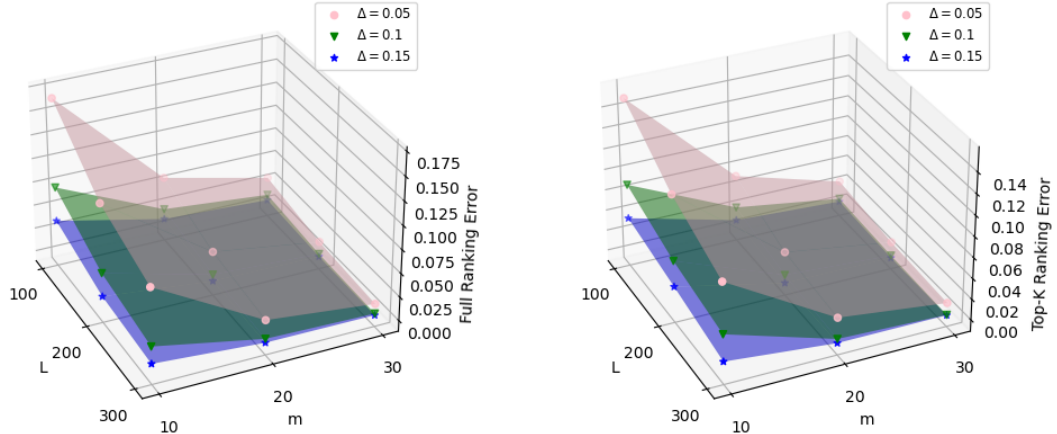 Δ = 0.05
Δ = 0.1
Δ = 0.15
0.175
0.150
0.125
0.100
0.075
0.050
0.025
0.000
Full Ranking Error
100
200
300
L
10
20
30
m
Δ = 0.05
Δ = 0.1
Δ = 0.15
0.14
0.12
0.10
0.08
0.06
0.04
0.02
0.00
Top-K Ranking Error
100
200
300
L
10
20
30
m